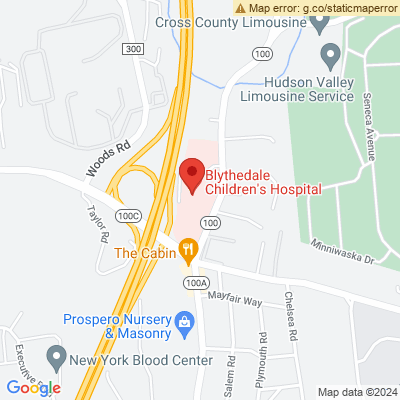 Map error: g.co/staticmaperror
Cross County Limousine
300
100
Hudson Valley
Limousine Service
Seneca Avenue
Woods Rd
Blythedale
Children's Hospital
Taylor Rd
100C
100
Minniwaska Dr
The Cabin
100A
Mayfair Way
Chelsea Rd
Prospero Nursery
& Masonry
Plymouth Rd
Salem Rd
New York Blood Center
Executive
Google
Map data ©2024